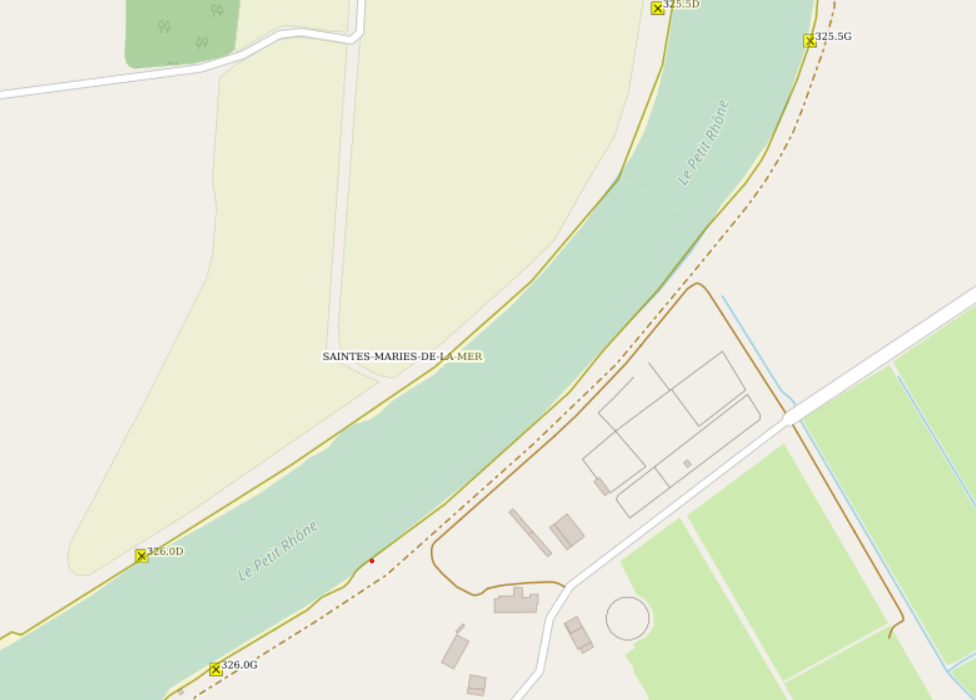 325.5D
325.5G
Le Petit Rhône
SAINTES-MARIES-DE-LA-MER
326.0D
Le Petit Rhône
326.0G